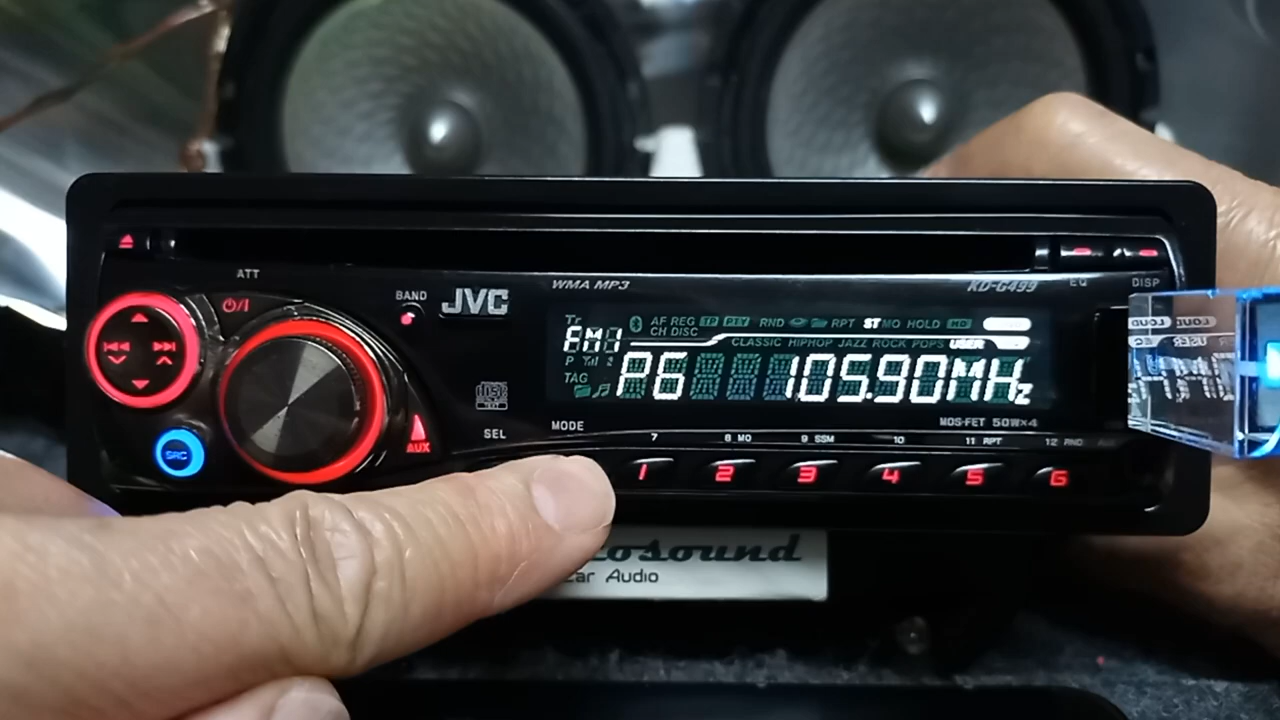 ATT
BAND
JVC
WMA MP3
KD-G499
EQ
DISP
Tr
AF REG TP PTY RND RPT ST MO HOLD HD
CH DISC
CLASSIC HIPHOP JAZZ ROCK POPS USER
FM1
P6 105.90MHz
TAG
AUX
SRC
SEL
MODE
MOS-FET 50W×4
7
8 MO
9 SSM
10
11 RPT
12 RND
1 2 3 4 5 6
osound
Car Audio